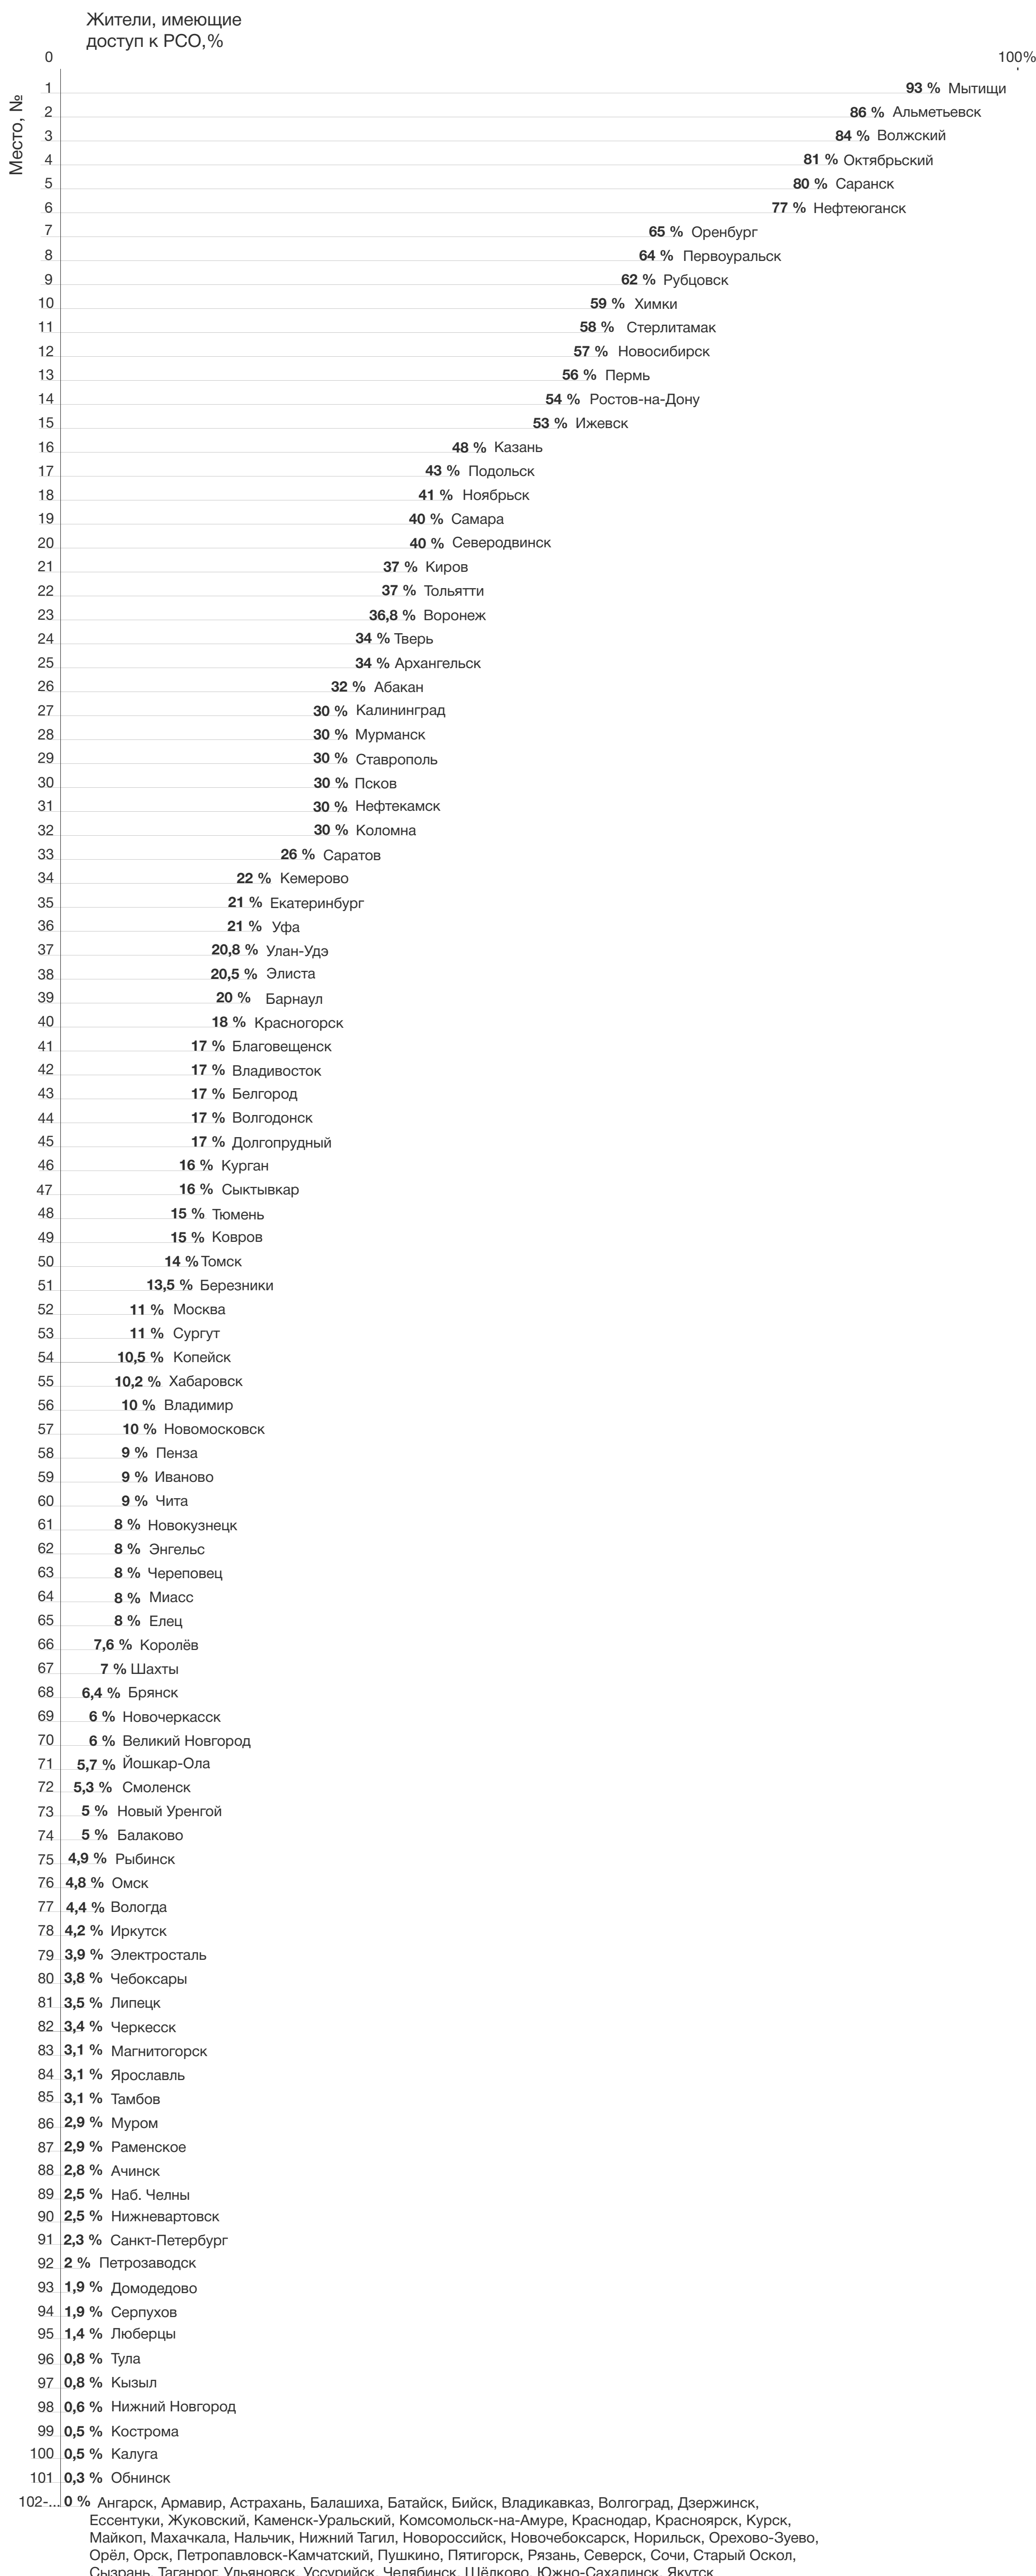 Жители, имеющие
доступ к РСО,%
0 100%
Место, №
1 93 % Мытищи
2 86 % Альметьевск
3 84 % Волжский
4 81 % Октябрьский
5 80 % Саранск
6 77 % Нефтеюганск
7 65 % Оренбург
8 64 % Первоуральск
9 62 % Рубцовск
10 59 % Химки
11 58 % Стерлитамак
12 57 % Новосибирск
13 56 % Пермь
14 54 % Ростов-на-Дону
15 53 % Ижевск
16 48 % Казань
17 43 % Подольск
18 41 % Ноябрьск
19 40 % Самара
20 40 % Северодвинск
21 37 % Киров
22 37 % Тольятти
23 36,8 % Воронеж
24 34 % Тверь
25 34 % Архангельск
26 32 % Абакан
27 30 % Калининград
28 30 % Мурманск
29 30 % Ставрополь
30 30 % Псков
31 30 % Нефтекамск
32 30 % Коломна
33 26 % Саратов
34 22 % Кемерово
35 21 % Екатеринбург
36 21 % Уфа
37 20,8 % Улан-Удэ
38 20,5 % Элиста
39 20 % Барнаул
40 18 % Красногорск
41 17 % Благовещенск
42 17 % Владивосток
43 17 % Белгород
44 17 % Волгодонск
45 17 % Долгопрудный
46 16 % Курган
47 16 % Сыктывкар
48 15 % Тюмень
49 15 % Ковров
50 14 % Томск
51 13,5 % Березники
52 11 % Москва
53 11 % Сургут
54 10,5 % Копейск
55 10,2 % Хабаровск
56 10 % Владимир
57 10 % Новомосковск
58 9 % Пенза
59 9 % Иваново
60 9 % Чита
61 8 % Новокузнецк
62 8 % Энгельс
63 8 % Череповец
64 8 % Миасс
65 8 % Елец
66 7,6 % Королёв
67 7 % Шахты
68 6,4 % Брянск
69 6 % Новочеркасск
70 6 % Великий Новгород
71 5,7 % Йошкар-Ола
72 5,3 % Смоленск
73 5 % Новый Уренгой
74 5 % Балаково
75 4,9 % Рыбинск
76 4,8 % Омск
77 4,4 % Вологда
78 4,2 % Иркутск
79 3,9 % Электросталь
80 3,8 % Чебоксары
81 3,5 % Липецк
82 3,4 % Черкесск
83 3,1 % Магнитогорск
84 3,1 % Ярославль
85 3,1 % Тамбов
86 2,9 % Муром
87 2,9 % Раменское
88 2,8 % Ачинск
89 2,5 % Наб. Челны
90 2,5 % Нижневартовск
91 2,3 % Санкт-Петербург
92 2 % Петрозаводск
93 1,9 % Домодедово
94 1,9 % Серпухов
95 1,4 % Люберцы
96 0,8 % Тула
97 0,8 % Кызыл
98 0,6 % Нижний Новгород
99 0,5 % Кострома
100 0,5 % Калуга
101 0,3 % Обнинск
102-... 0 % Ангарск, Армавир, Астрахань, Балашиха, Батайск, Бийск, Владикавказ, Волгоград, Дзержинск,
Ессентуки, Жуковский, Каменск-Уральский, Комсомольск-на-Амуре, Краснодар, Красноярск, Курск,
Майкоп, Махачкала, Нальчик, Нижний Тагил, Новороссийск, Новочебоксарск, Норильск, Орехово-Зуево,
Орёл, Орск, Петропавловск-Камчатский, Пушкино, Пятигорск, Рязань, Северск, Сочи, Старый Оскол,
Сызрань, Таганрог, Ульяновск, Уссурийск, Челябинск, Щёлково, Южно-Сахалинск, Якутск